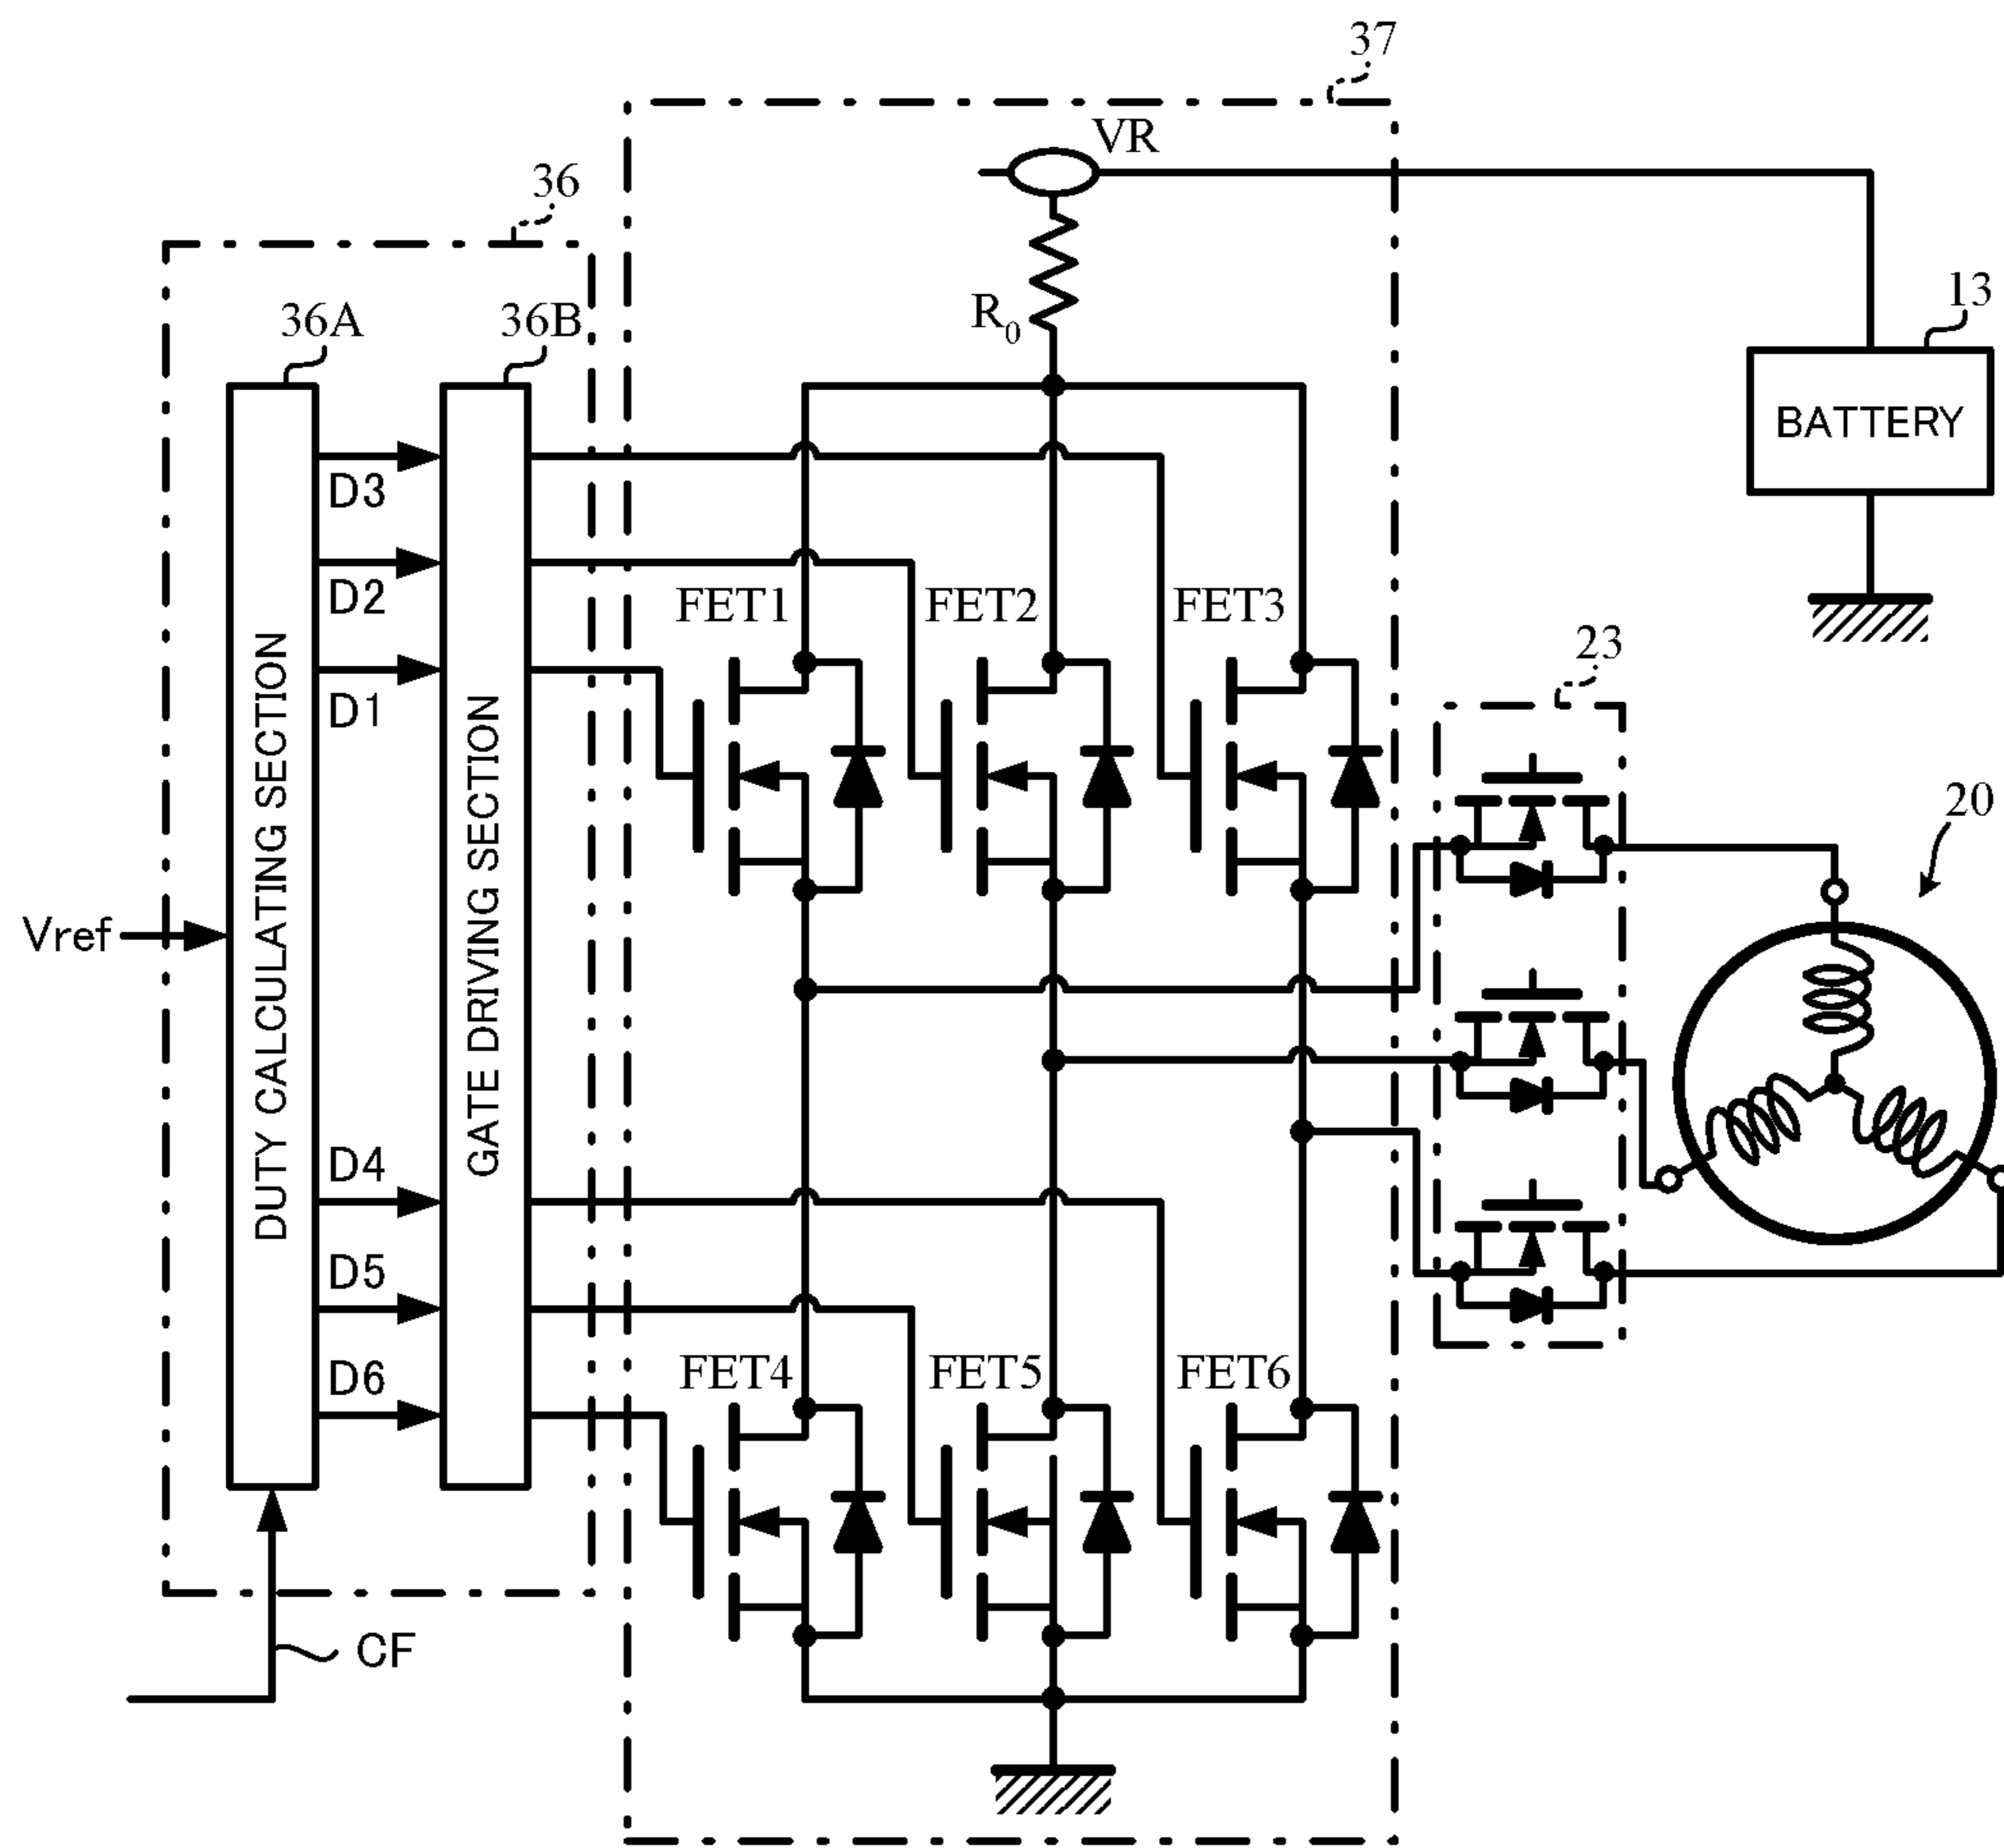 37
VR
36
R0
13
36A
36B
BATTERY
D3
D2
FET1
FET2
FET3
23
D1
DUTY CALCULATING SECTION
GATE DRIVING SECTION
20
Vref
D4
D5
D6
FET4
FET5
FET6
CF